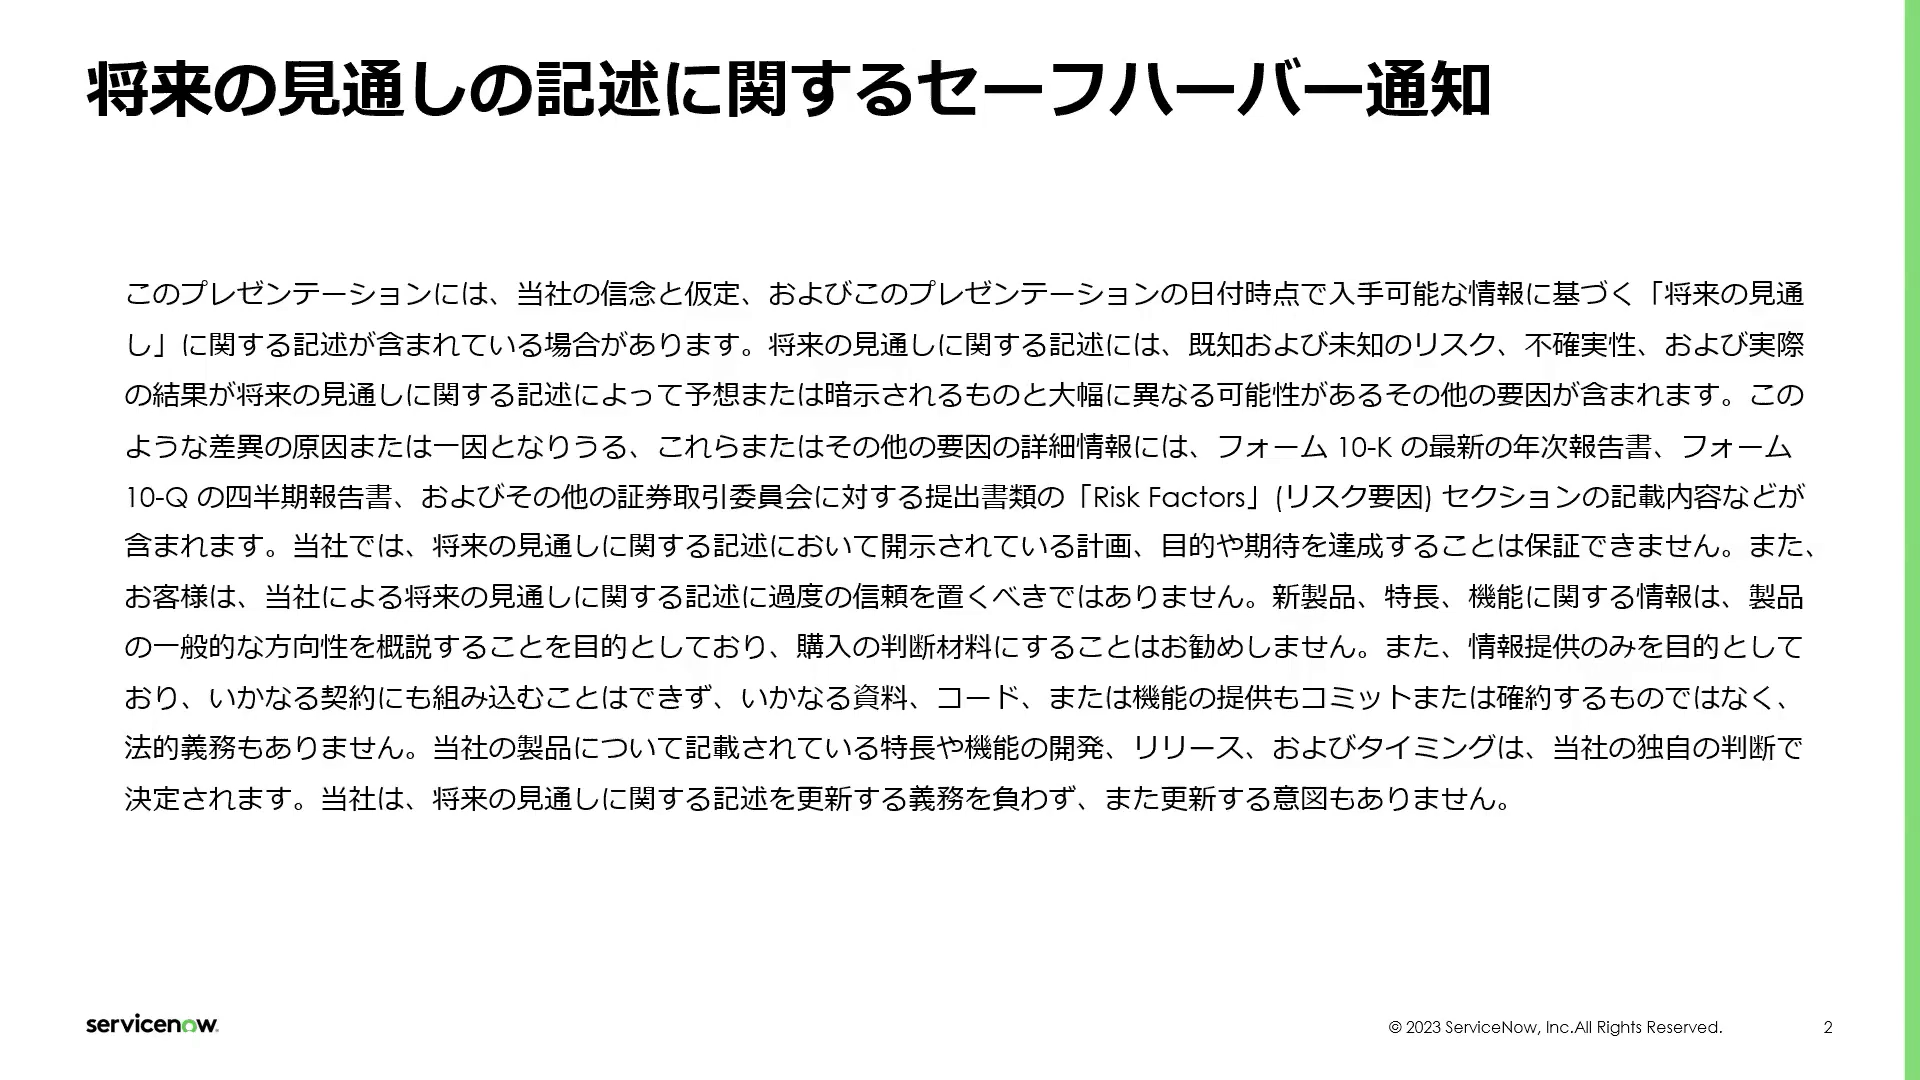 将来の見通しの記述に関するセーフハーバー通知
このプレゼンテーションには、当社の信念と仮定、およびこのプレゼンテーションの日付時点で入手可能な情報に基づく「将来の見通
し」に関する記述が含まれている場合があります。将来の見通しに関する記述には、既知および未知のリスク、不確実性、および実際
の結果が将来の見通しに関する記述によって予想または暗示されるものと大幅に異なる可能性があるその他の要因が含まれます。この
ような差異の原因または一因となりうる、これらまたはその他の要因の詳細情報には、フォーム 10-K の最新の年次報告書、フォーム
10-Q の四半期報告書、およびその他の証券取引委員会に対する提出書類の「Risk Factors」(リスク要因) セクションの記載内容などが
含まれます。当社では、将来の見通しに関する記述において開示されている計画、目的や期待を達成することは保証できません。また、
お客様は、当社による将来の見通しに関する記述に過度の信頼を置くべきではありません。新製品、特長、機能に関する情報は、製品
の一般的な方向性を概説することを目的としており、購入の判断材料にすることはお勧めしません。また、情報提供のみを目的として
おり、いかなる契約にも組み込むことはできず、いかなる資料、コード、または機能の提供もコミットまたは確約するものではなく、
法的義務もありません。当社の製品について記載されている特長や機能の開発、リリース、およびタイミングは、当社の独自の判断で
決定されます。当社は、将来の見通しに関する記述を更新する義務を負わず、また更新する意図もありません。
servicenow.
© 2023 ServiceNow, Inc.All Rights Reserved.
2